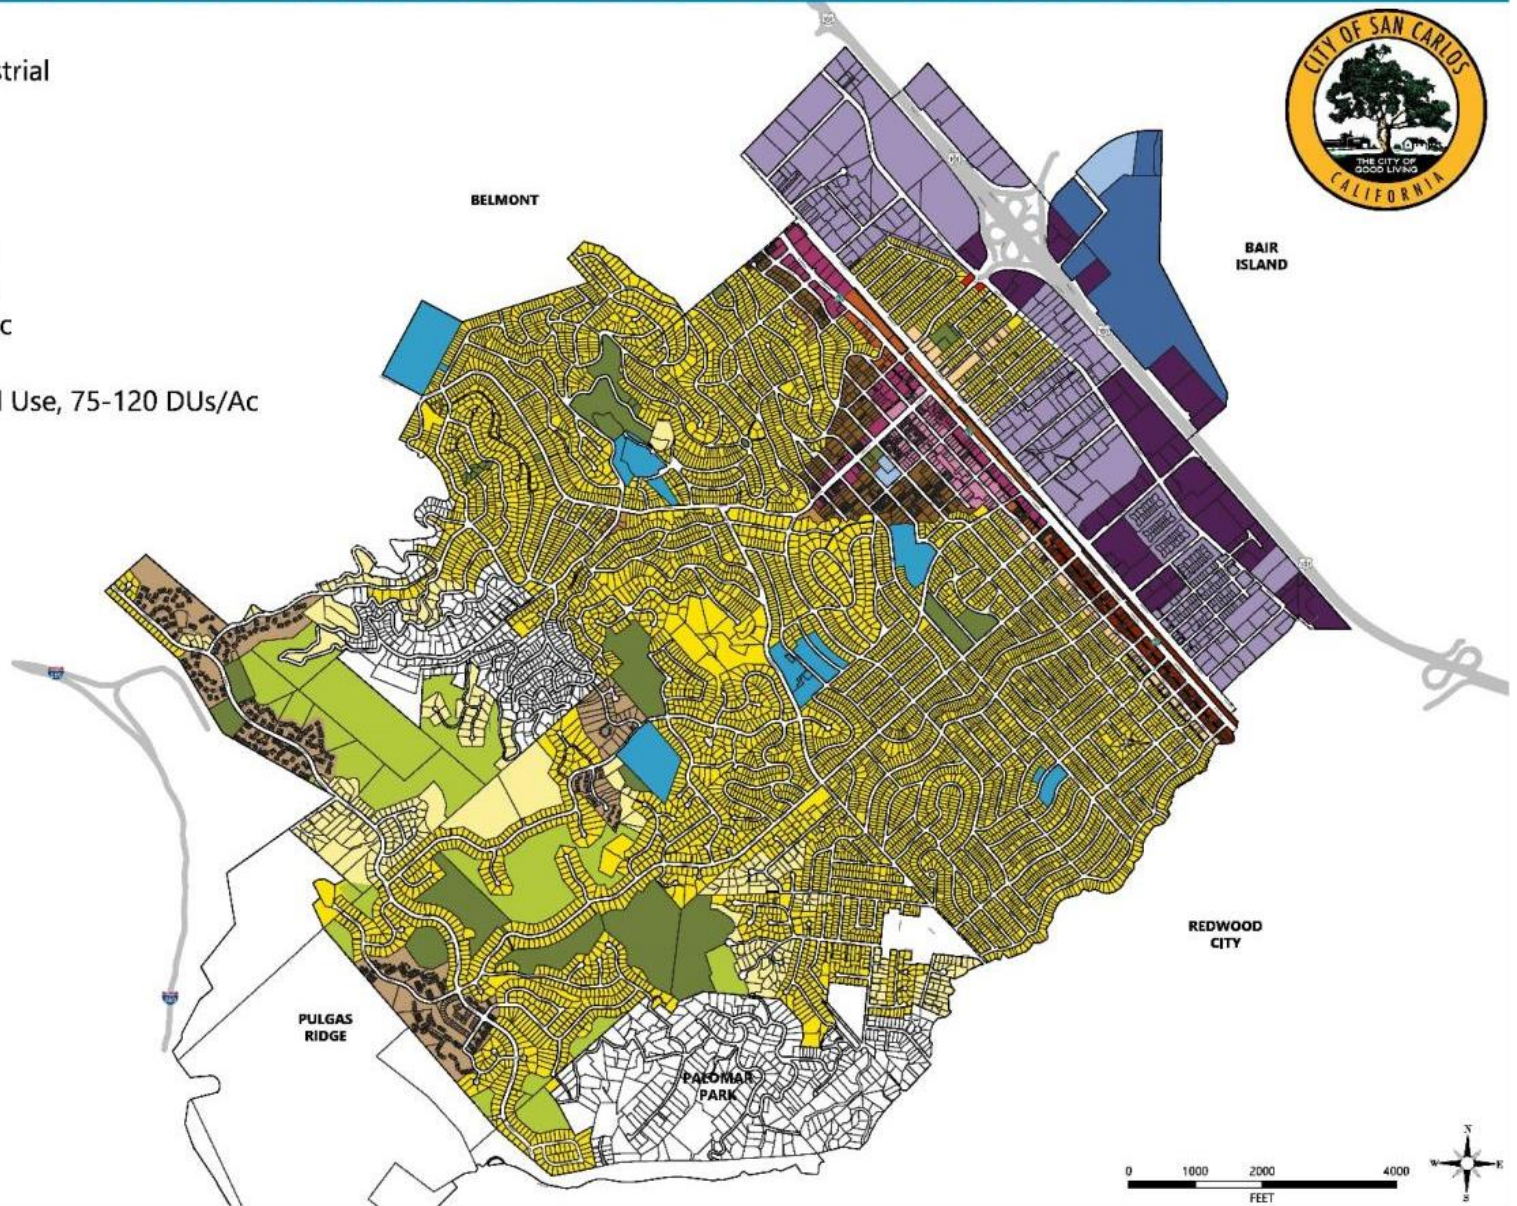 strial
c
l Use, 75-120 DUs/Ac
CITY OF SAN CARLOS
THE CITY OF
GOOD LIVING
CALIFORNIA
BELMONT
BAIR
ISLAND
REDWOOD
CITY
PULGAS
RIDGE
PALOMAR
PARK
0 1000 2000 4000
FEET
N
W E
S